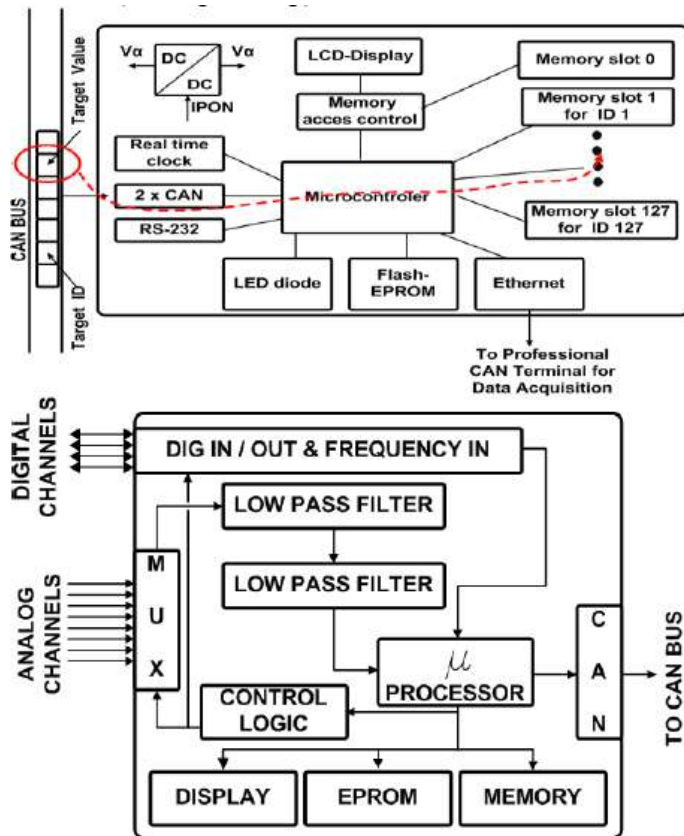 Target Value
CAN BUS
Target ID
Vα
DC
DC
Vα
IPON
LCD-Display
Memory
acces control
Memory slot 0
Memory slot 1
for ID 1
Real time
clock
2 x CAN
RS-232
Microcontroler
Memory slot 127
for ID 127
LED diode
Flash-
EPROM
Ethernet
To Professional
CAN Terminal for
Data Acquisition
DIGITAL
CHANNELS
DIG IN / OUT & FREQUENCY IN
LOW PASS FILTER
LOW PASS FILTER
ANALOG
CHANNELS
M
U
X
μ
PROCESSOR
C
A
N
TO CAN BUS
CONTROL
LOGIC
DISPLAY
EPROM
MEMORY